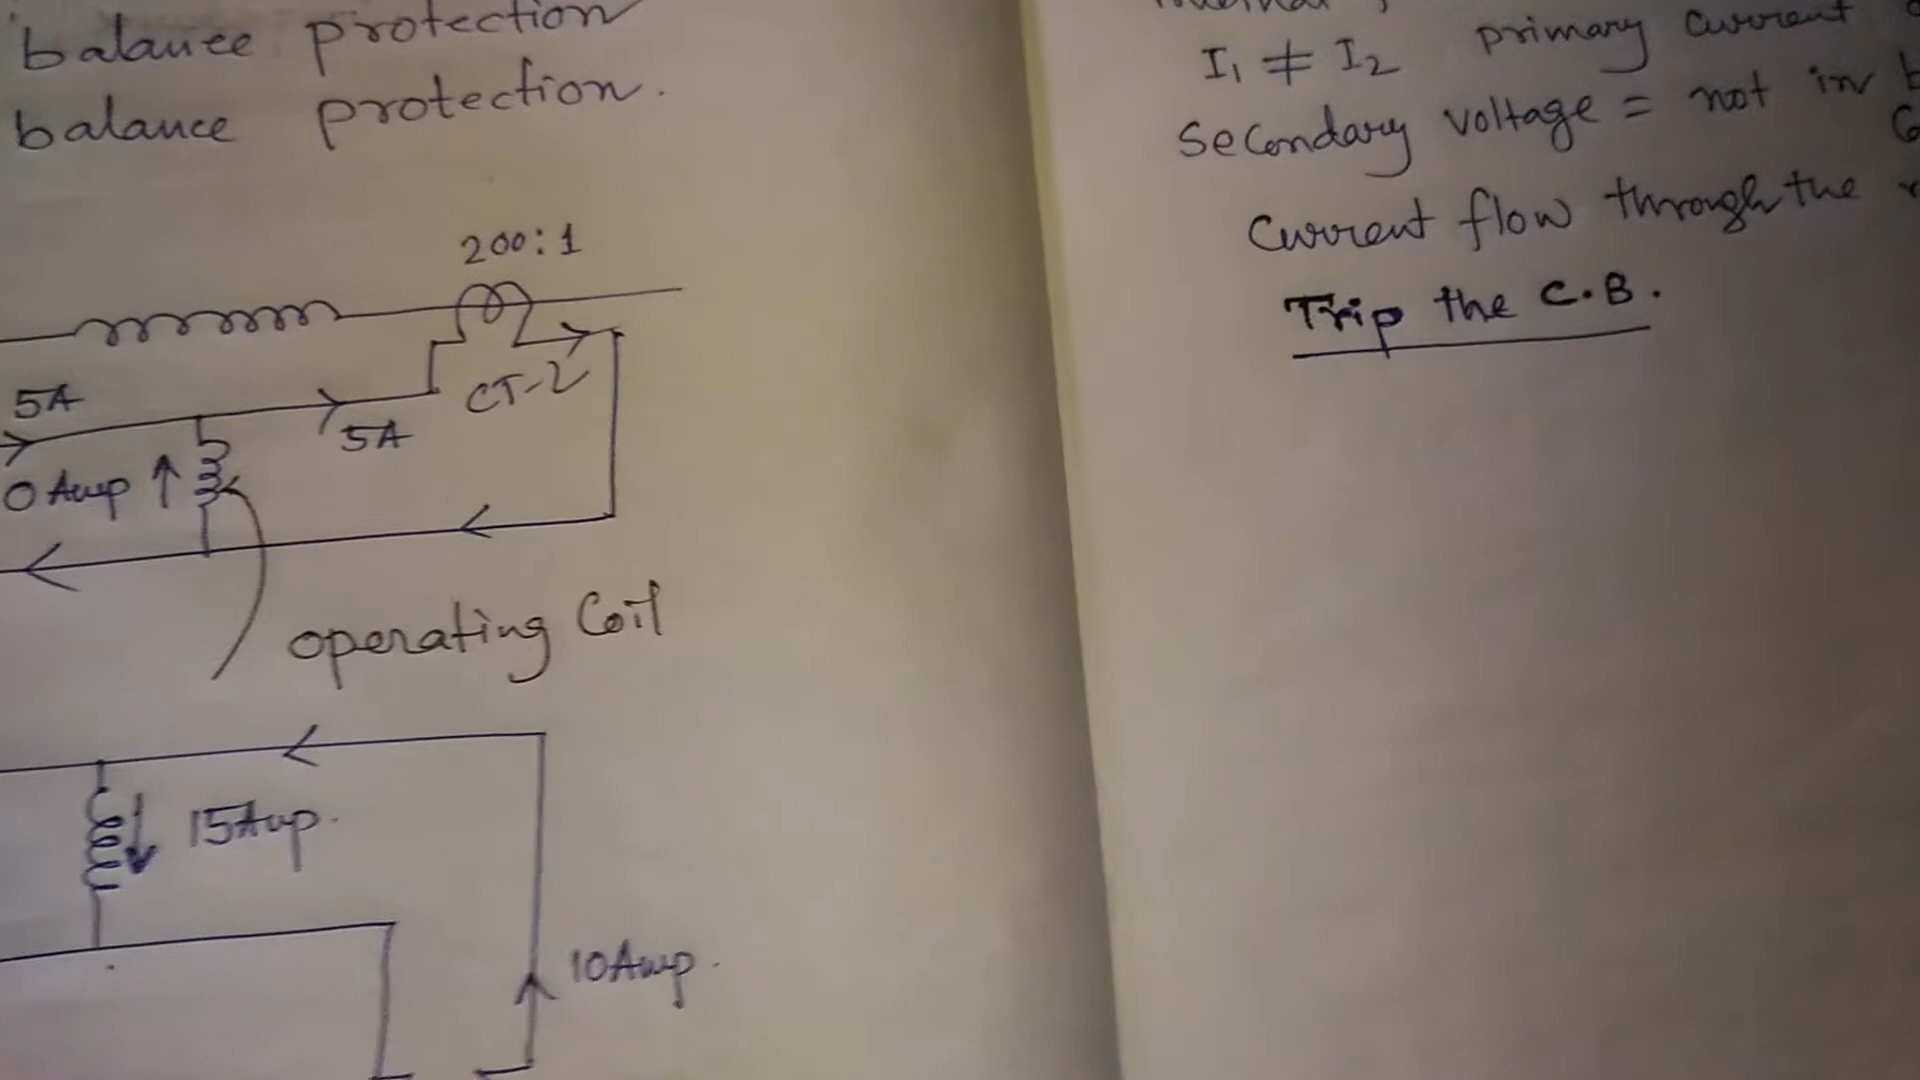 balance protection
balance protection.
200:1
5A
CT-2
5A
0 Amp
operating Coil
15Amp.
10Amp.
I1 ≠ I2 primary current
Secondary voltage = not in
Current flow through the
Trip the C.B.